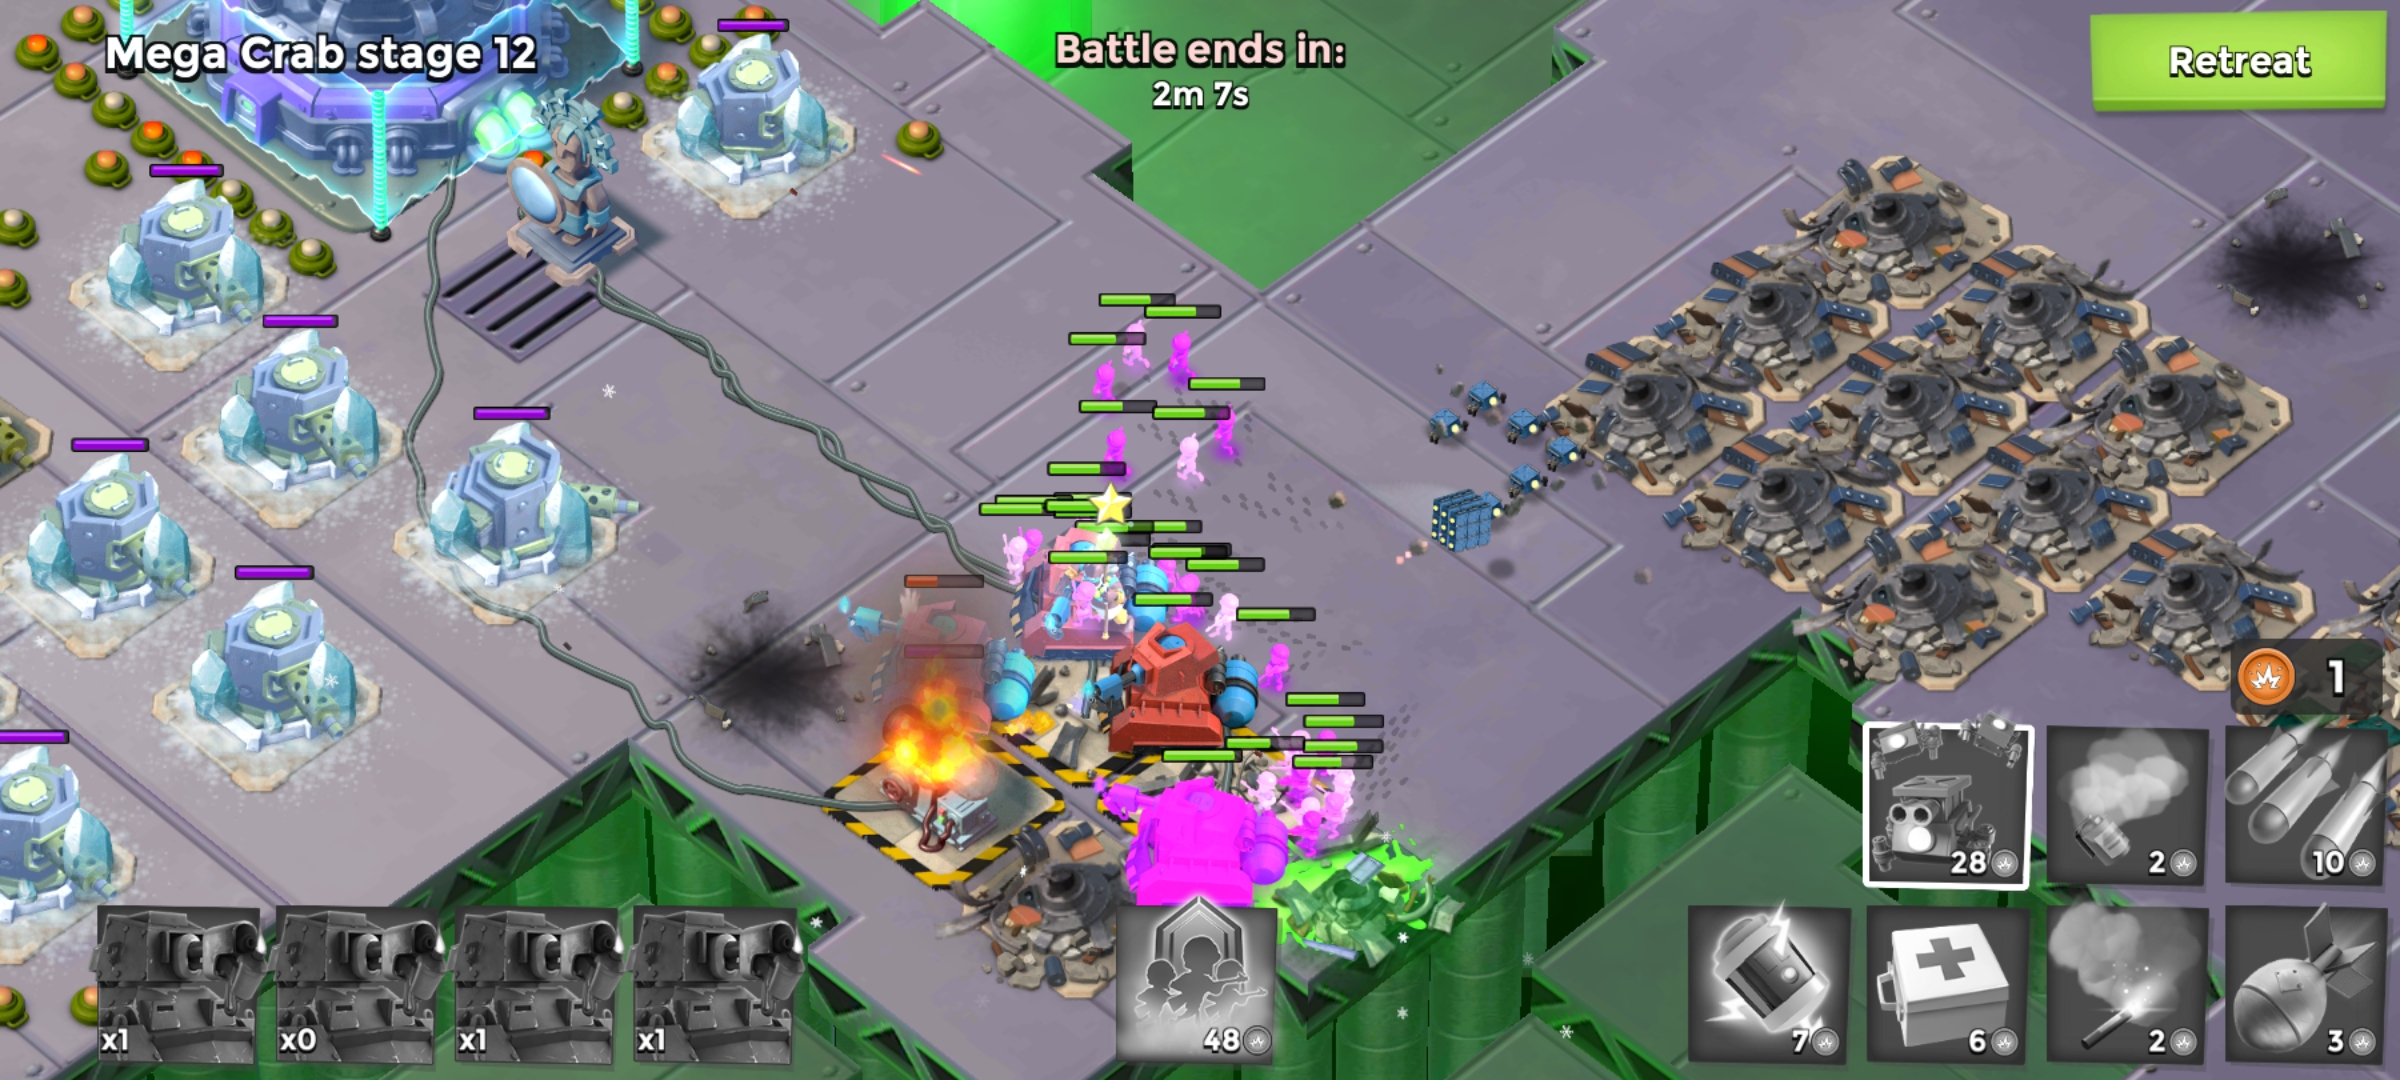 Mega Crab stage 12
Battle ends in:
2m 7s
Retreat
1
28
2
10
x1
x0
x1
x1
48
7
6
2
3